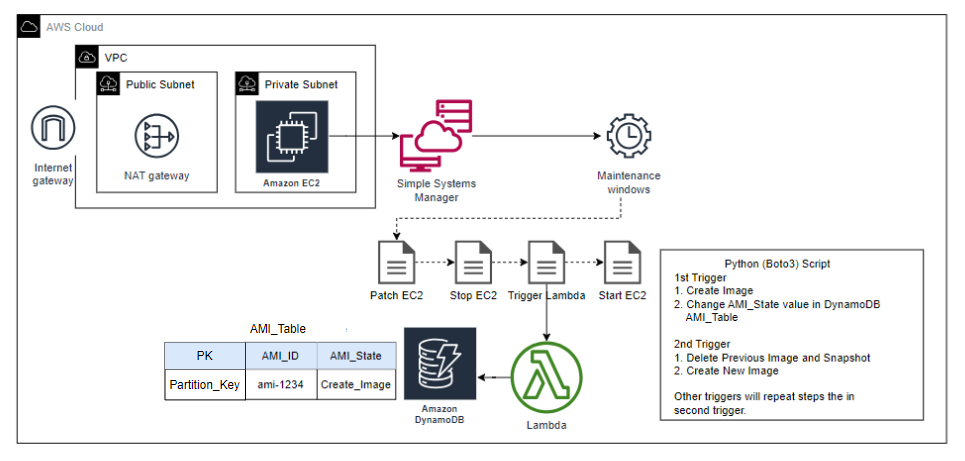 AWS Cloud
VPC
Public Subnet
Private Subnet
Internet
gateway
NAT gateway
Amazon EC2
Simple Systems
Manager
Maintenance
windows
Patch EC2
Stop EC2
Trigger Lambda
Start EC2
AMI_Table
PK
AMI_ID
AMI_State
Partition_Key
ami-1234
Create_Image
Amazon
DynamoDB
Lambda
Python (Boto3) Script
1st Trigger
1. Create Image
2. Change AMI_State value in DynamoDB
AMI_Table
2nd Trigger
1. Delete Previous Image and Snapshot
2. Create New Image
Other triggers will repeat steps the in
second trigger.